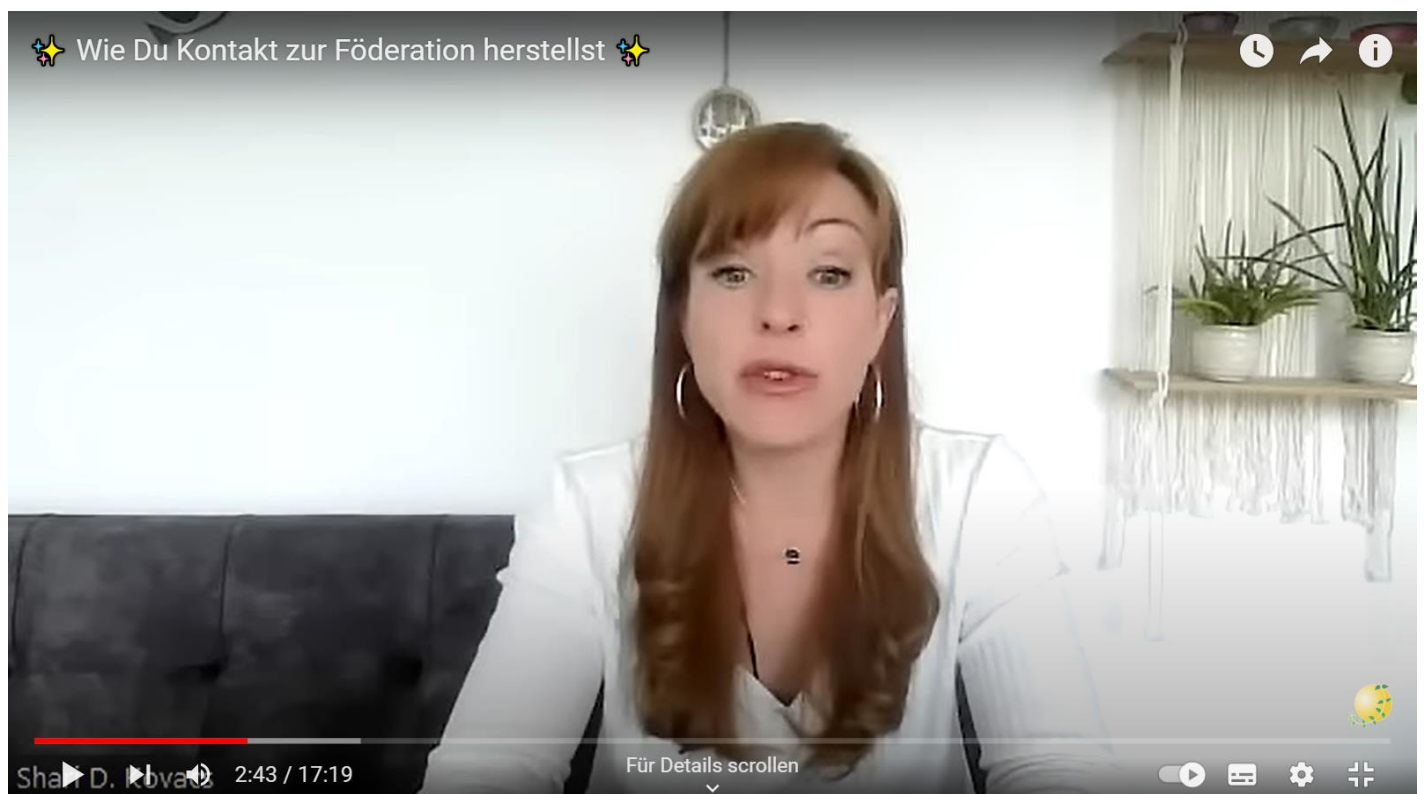 ✨ Wie Du Kontakt zur Föderation herstellst ✨
D.
2:43 / 17:19
Für Details scrollen